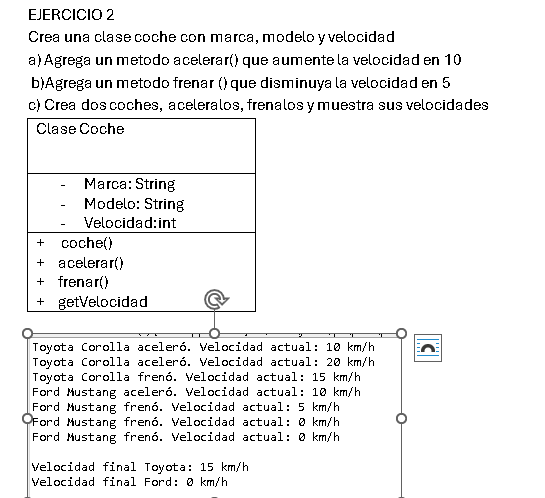 EJERCICIO 2
Crea una clase coche con marca, modelo y velocidad
a) Agrega un metodo acelerar() que aumente la velocidad en 10
b)Agrega un metodo frenar () que disminuya la velocidad en 5
c) Crea dos coches, aceleralos, frenalos y muestra sus velocidades
Clase Coche
- Marca: String
- Modelo: String
- Velocidad:int
+ coche()
+ acelerar()
+ frenar()
+ getVelocidad
Toyota Corolla aceleró. Velocidad actual: 10 km/h
Toyota Corolla aceleró. Velocidad actual: 20 km/h
Toyota Corolla frenó. Velocidad actual: 15 km/h
Ford Mustang aceleró. Velocidad actual: 10 km/h
Ford Mustang frenó. Velocidad actual: 5 km/h
Ford Mustang frenó. Velocidad actual: 0 km/h
Ford Mustang frenó. Velocidad actual: 0 km/h
Velocidad final Toyota: 15 km/h
Velocidad final Ford: 0 km/h